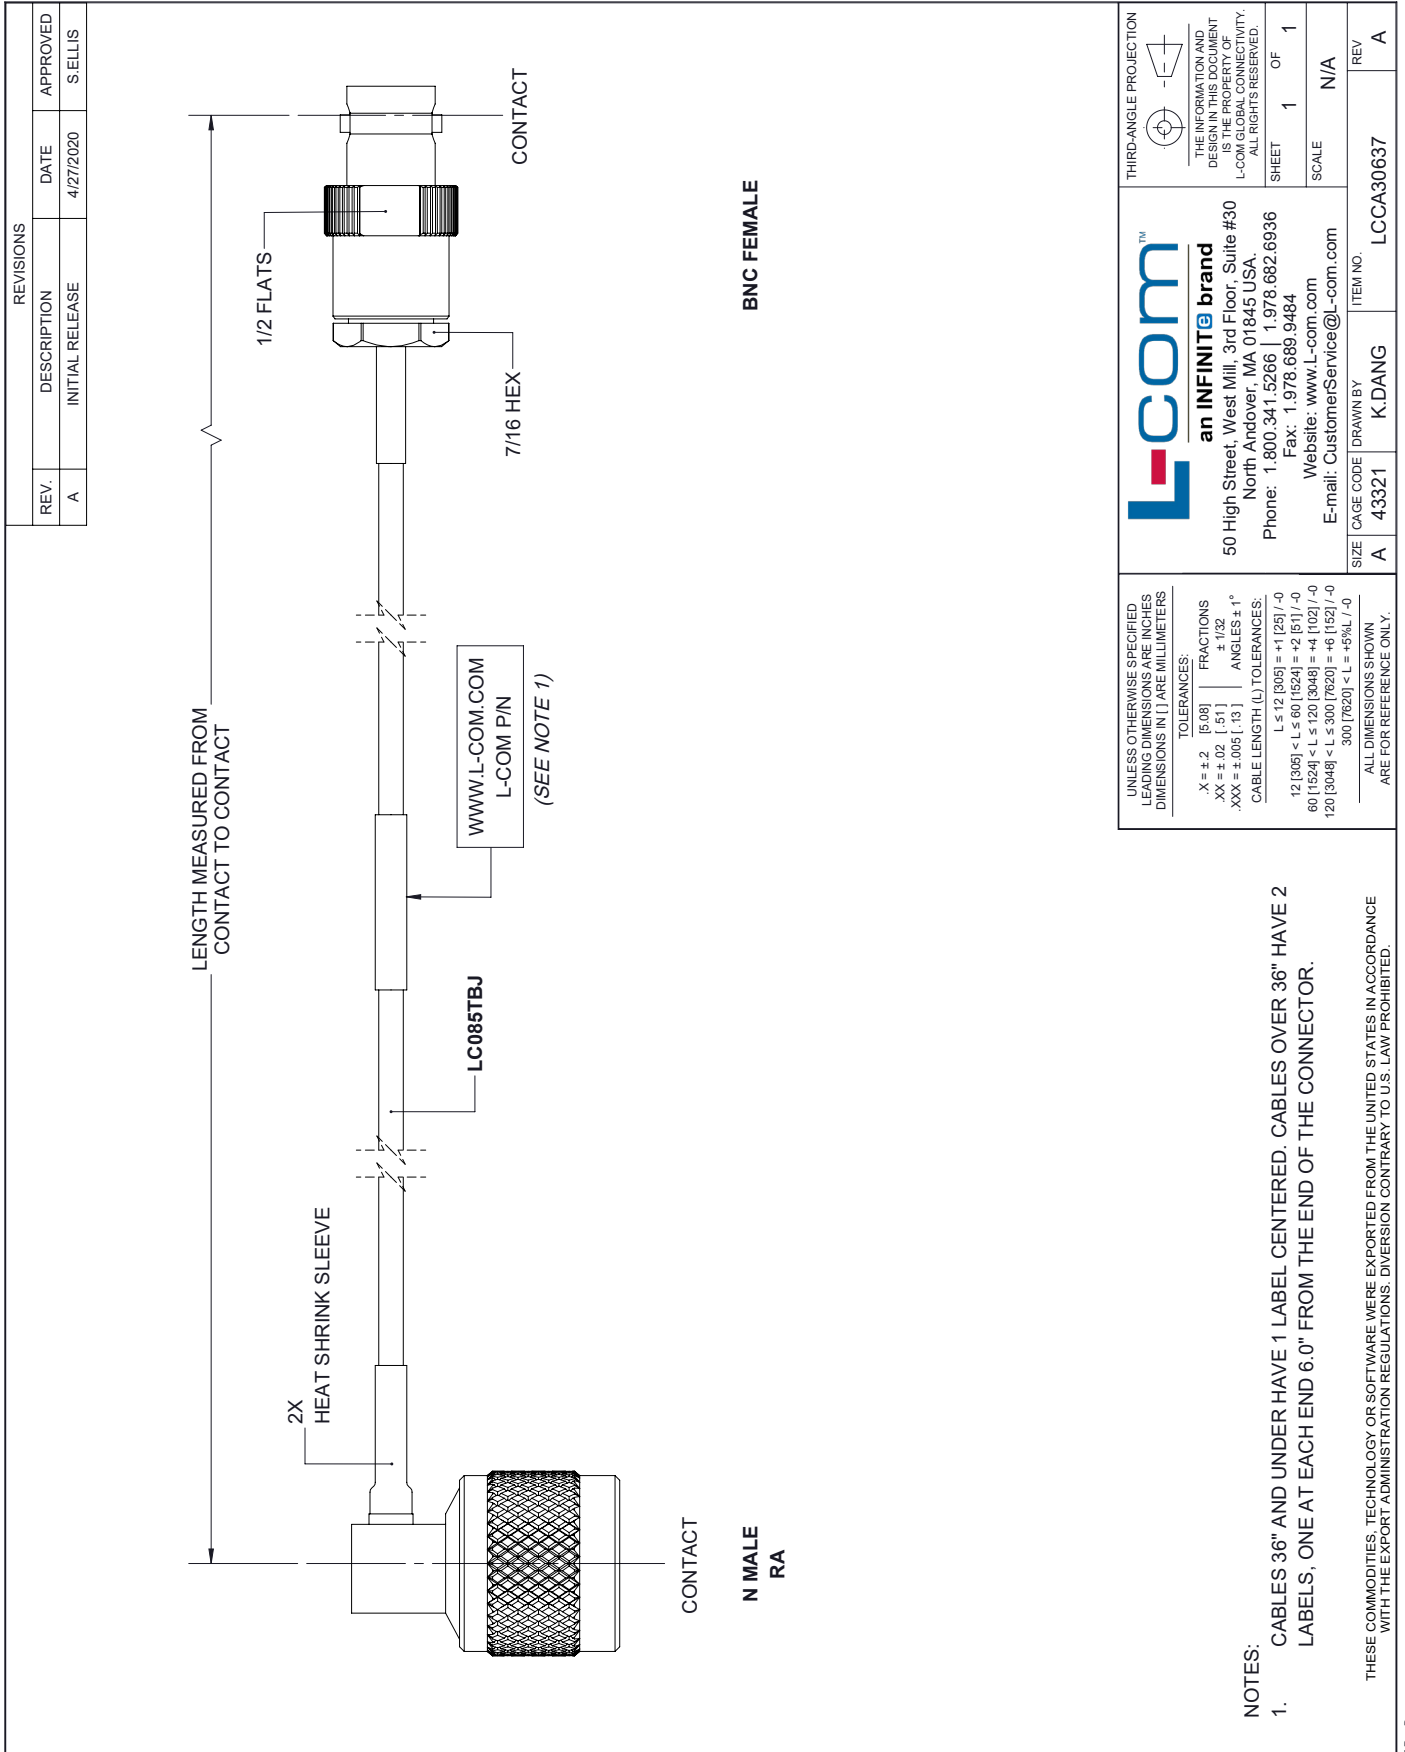 REVISIONS
REV. DESCRIPTION DATE APPROVED
A INITIAL RELEASE 4/27/2020 S.ELLIS
LENGTH MEASURED FROM
CONTACT TO CONTACT
2X
HEAT SHRINK SLEEVE
1/2 FLATS
LC085TBJ
WWW.L-COM.COM
L-COM P/N
(SEE NOTE 1)
7/16 HEX
CONTACT
CONTACT
N MALE
RA
BNC FEMALE
NOTES:
1. CABLES 36" AND UNDER HAVE 1 LABEL CENTERED. CABLES OVER 36" HAVE 2
LABELS, ONE AT EACH END 6.0" FROM THE END OF THE CONNECTOR.
THESE COMMODITIES, TECHNOLOGY OR SOFTWARE WERE EXPORTED FROM THE UNITED STATES IN ACCORDANCE
WITH THE EXPORT ADMINISTRATION REGULATIONS. DIVERSION CONTRARY TO U.S. LAW PROHIBITED.
UNLESS OTHERWISE SPECIFIED
LEADING DIMENSIONS ARE INCHES
DIMENSIONS IN [ ] ARE MILLIMETERS
TOLERANCES:
.X = ±.2 [5.08] FRACTIONS
.XX = ±.02 [.51] ± 1/32
.XXX = ±.005 [.13] ANGLES ± 1°
CABLE LENGTH (L) TOLERANCES:
L ≤ 12 [305] = +1 [25] / -0
12 [305] < L ≤ 60 [1524] = +2 [51] / -0
60 [1524] < L ≤ 120 [3048] = +4 [102] / -0
120 [3048] < L ≤ 300 [7620] = +6 [152] / -0
300 [7620] < L = +5%L / -0
ALL DIMENSIONS SHOWN
ARE FOR REFERENCE ONLY.
L-com™
an INFINITe brand
50 High Street, West Mill, 3rd Floor, Suite #30
North Andover, MA 01845 USA.
Phone: 1.800.341.5266 | 1.978.682.6936
Fax: 1.978.689.9484
Website: www.L-com.com
E-mail: CustomerService@L-com.com
THIRD-ANGLE PROJECTION
THE INFORMATION AND
DESIGN IN THIS DOCUMENT
IS THE PROPERTY OF
L-COM GLOBAL CONNECTIVITY.
ALL RIGHTS RESERVED.
SHEET 1 OF 1
SCALE N/A
SIZE CAGE CODE DRAWN BY ITEM NO. REV
A 43321 K.DANG LCCA30637 A